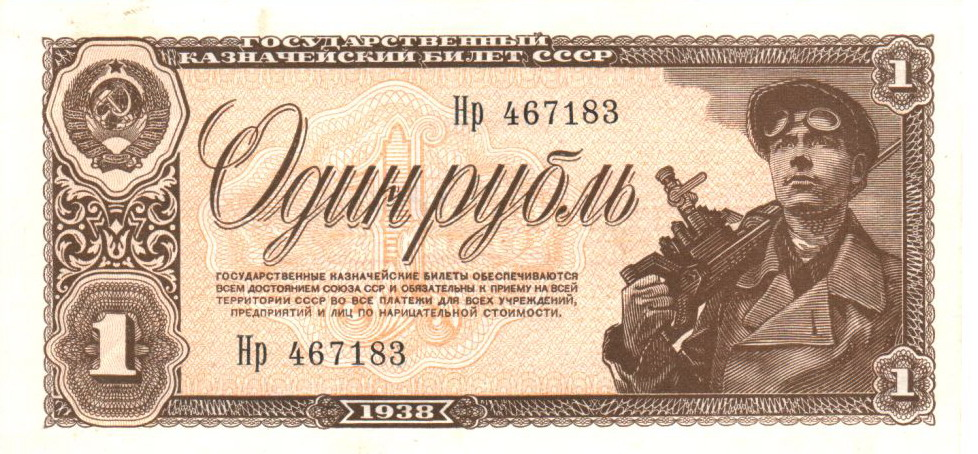 ГОСУДАРСТВЕННЫЙ
КАЗНАЧЕЙСКИЙ БИЛЕТ СССР
1
Нр 467183
Один рубль
ГОСУДАРСТВЕННЫЕ КАЗНАЧЕЙСКИЕ БИЛЕТЫ ОБЕСПЕЧИВАЮТСЯ
ВСЕМ ДОСТОЯНИЕМ СОЮЗА ССР И ОБЯЗАТЕЛЬНЫ К ПРИЕМУ НА ВСЕЙ
ТЕРРИТОРИИ СССР ВО ВСЕ ПЛАТЕЖИ ДЛЯ ВСЕХ УЧРЕЖДЕНИЙ,
ПРЕДПРИЯТИЙ И ЛИЦ ПО НАРИЦАТЕЛЬНОЙ СТОИМОСТИ.
1
Нр 467183
1
1938